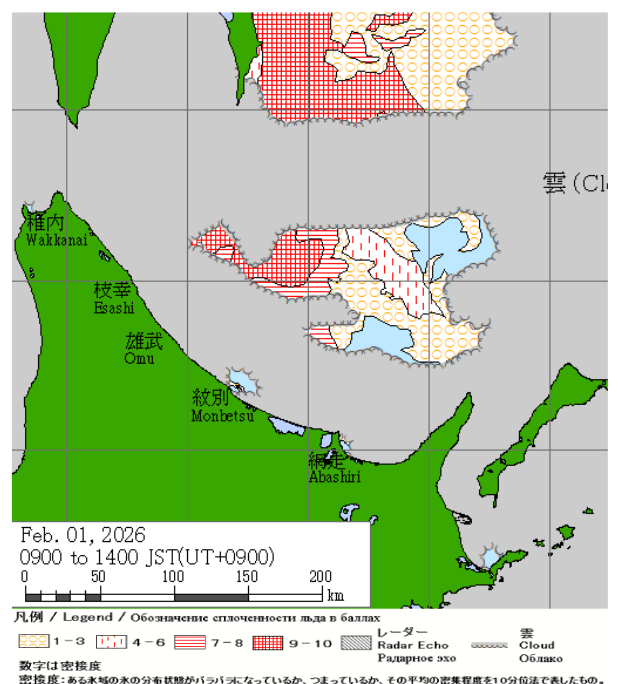 雲(Cl
稚内
Wakkanai
枝幸
Esashi
雄武
Omu
紋別
Monbetsu
網走
Abashiri
Feb. 01, 2026
0900 to 1400 JST(UT+0900)
0 50 100 150 200
km
凡例 / Legend / Обозначение сплоченности льда в баллах
1-3 4-6 7-8 9-10 レーダー Radar Echo Радарное эхо 雲 Cloud Облако
数字は密接度
密接度:ある氷域の氷の分布状態がバラバラになっているか、つまっているか、その平均の密集程度を10分位法で表したもの。